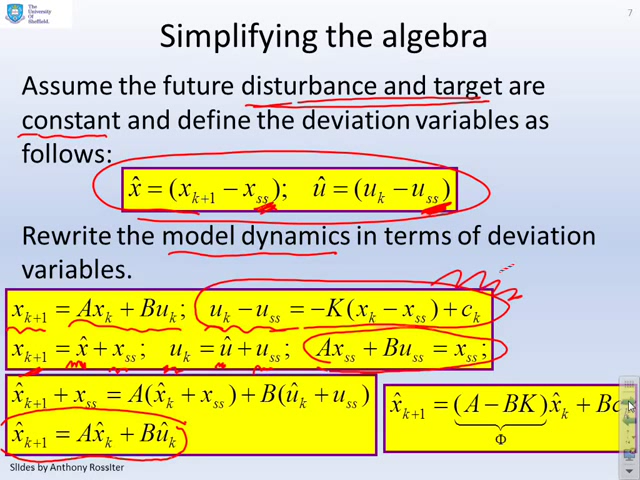 The
University
Of
Sheffield.
7
Simplifying the algebra
Assume the future disturbance and target are
constant and define the deviation variables as
follows:
x̂ = (x_{k+1} − x_{ss}); û = (u_k − u_{ss})
Rewrite the model dynamics in terms of deviation
variables.
x_{k+1} = Ax_k + Bu_k; u_k − u_{ss} = −K(x_k − x_{ss}) + c_k
x_{k+1} = x̂ + x_{ss}; u_k = û + u_{ss}; Ax_{ss} + Bu_{ss} = x_{ss};
x̂_{k+1} + x_{ss} = A(x̂_k + x_{ss}) + B(û_k + u_{ss})
x̂_{k+1} = Ax̂_k + Bû_k
x̂_{k+1} = (A − BK)x̂_k + Bc
Φ
Slides by Anthony Rossiter